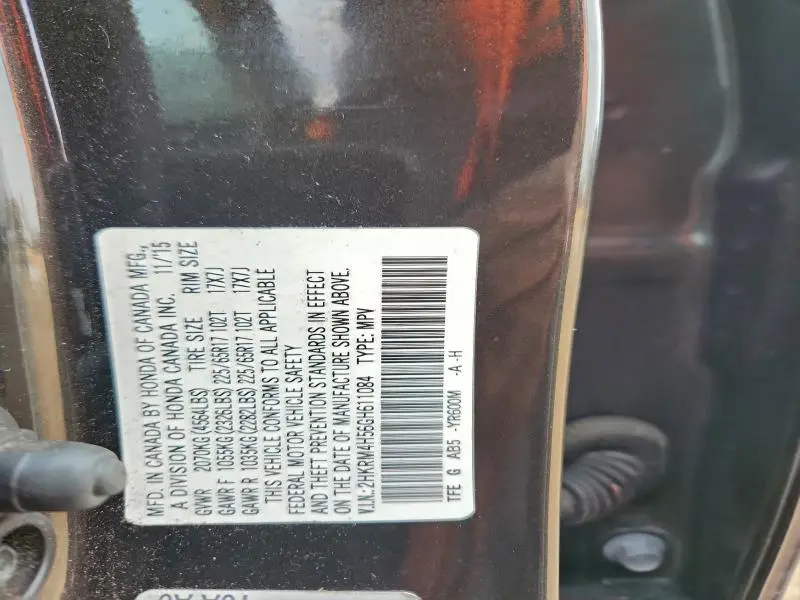 MFD. IN CANADA BY HONDA OF CANADA MFG.,
A DIVISION OF HONDA CANADA INC. 11/15
GVWR 2070KG(4564LBS) TIRE SIZE RIM SIZE
GAWR F 1055KG(2326LBS) 225/65R17 102T 17X7J
GAWR R 1035KG(2282LBS) 225/65R17 102T 17X7J
THIS VEHICLE CONFORMS TO ALL APPLICABLE
FEDERAL MOTOR VEHICLE SAFETY
AND THEFT PREVENTION STANDARDS IN EFFECT
ON THE DATE OF MANUFACTURE SHOWN ABOVE.
V.I.N.:2HKRM4H56GH611084 TYPE: MPV
TFE G AB5 -YR600M -A-H